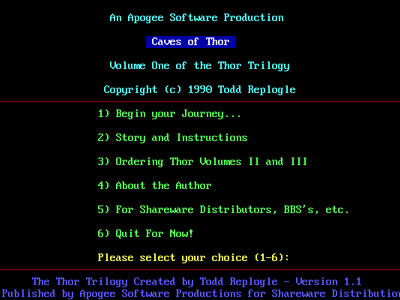 An Apogee Software Production
Caves of Thor
Volume One of the Thor Trilogy
Copyright (c) 1990 Todd Replogle
1) Begin your Journey...
2) Story and Instructions
3) Ordering Thor Volumes II and III
4) About the Author
5) For Shareware Distributors, BBS's, etc.
6) Quit For Now!
Please select your choice (1-6):
The Thor Trilogy Created by Todd Replogle - Version 1.1
Published by Apogee Software Productions for Shareware Distribution